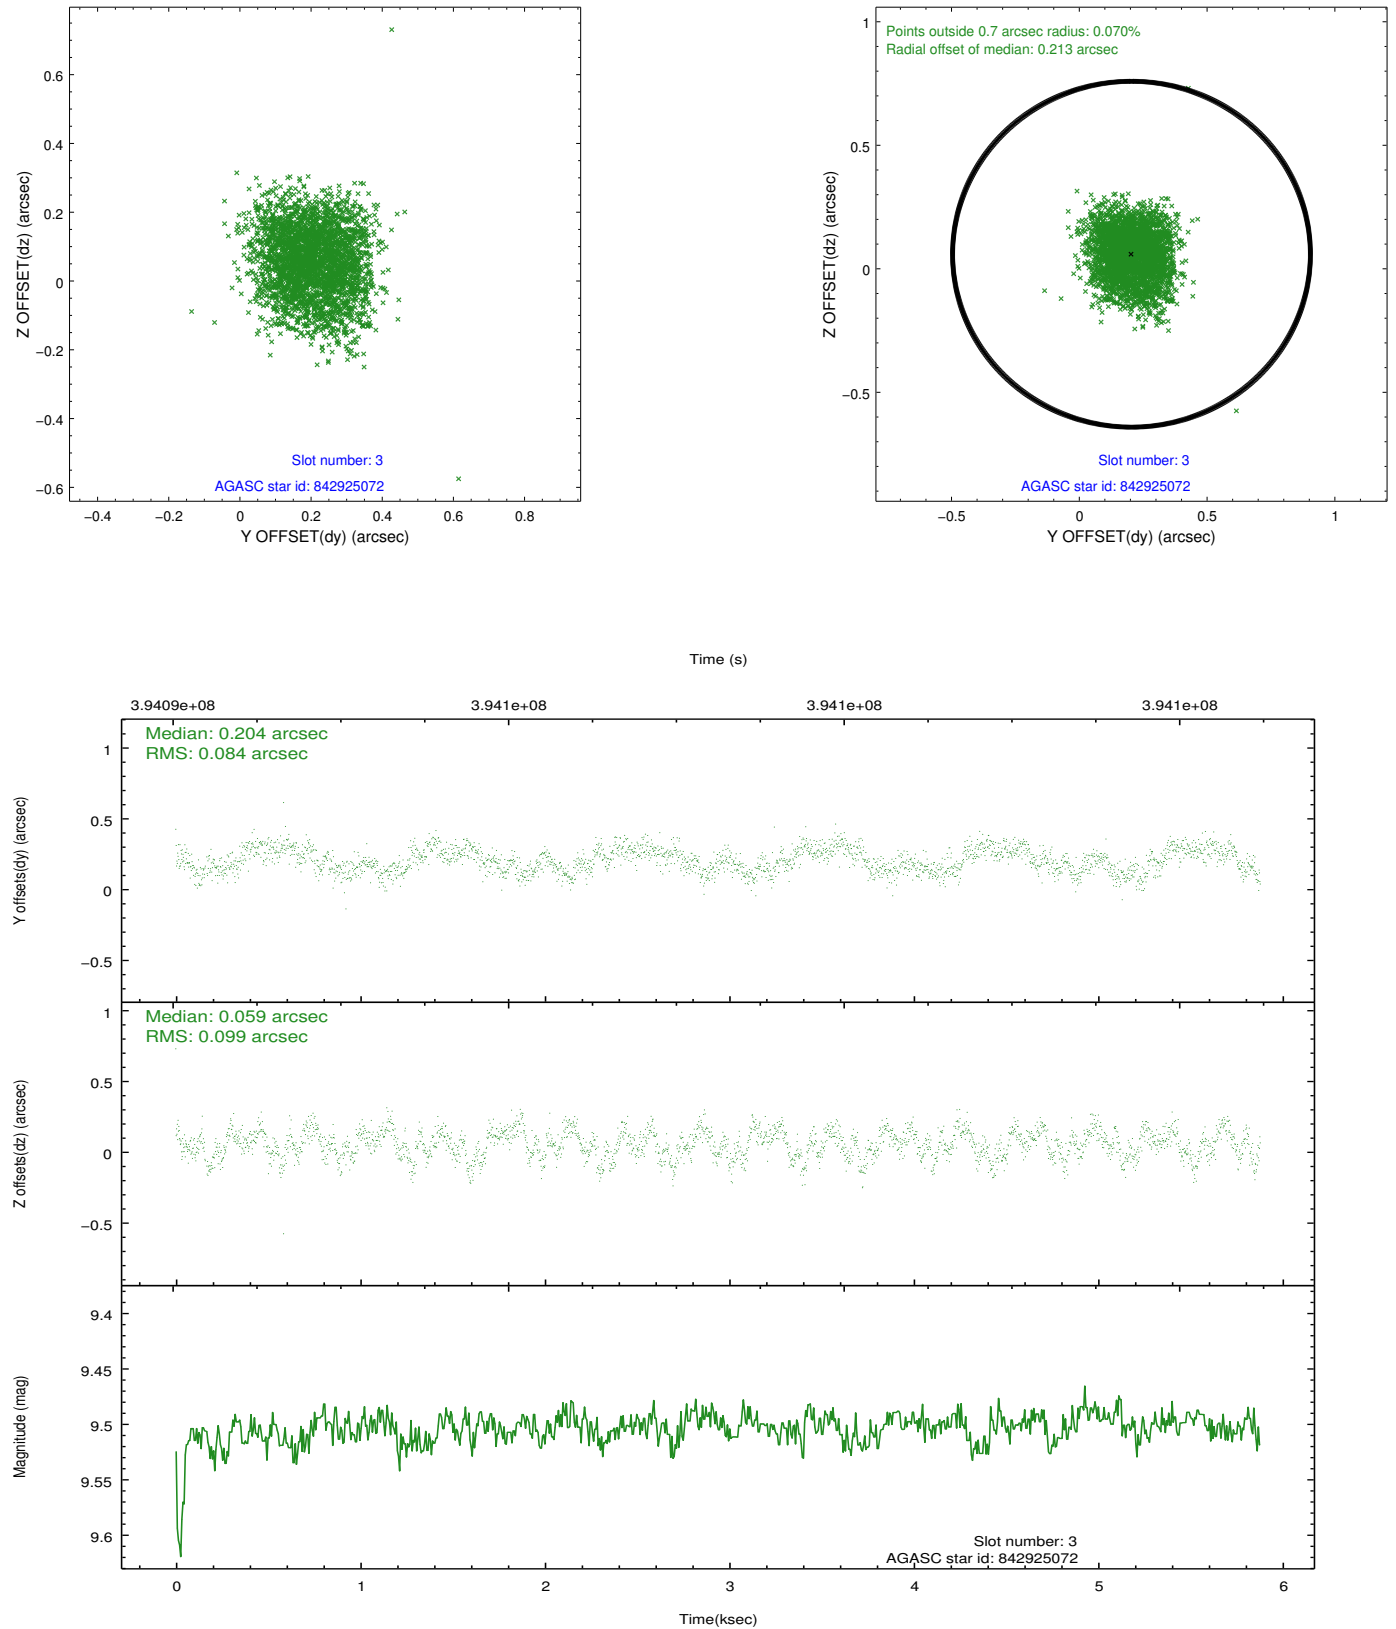 0.6
0.4
0.2
0
−0.2
−0.4
−0.6
Z OFFSET(dz) (arcsec)
Slot number: 3
AGASC star id: 842925072
−0.4 −0.2 0 0.2 0.4 0.6 0.8
Y OFFSET(dy) (arcsec)
Points outside 0.7 arcsec radius: 0.070%
Radial offset of median: 0.213 arcsec
1
0.5
0
−0.5
Z OFFSET(dz) (arcsec)
Slot number: 3
AGASC star id: 842925072
−0.5 0 0.5 1
Y OFFSET(dy) (arcsec)
Time (s)
3.9409e+08 3.941e+08 3.941e+08 3.941e+08
Median: 0.204 arcsec
RMS: 0.084 arcsec
1
0.5
0
−0.5
Y offsets(dy) (arcsec)
Median: 0.059 arcsec
RMS: 0.099 arcsec
1
0.5
0
−0.5
Z offsets(dz) (arcsec)
9.4
9.45
9.5
9.55
9.6
Magnitude (mag)
Slot number: 3
AGASC star id: 842925072
0 1 2 3 4 5 6
Time(ksec)